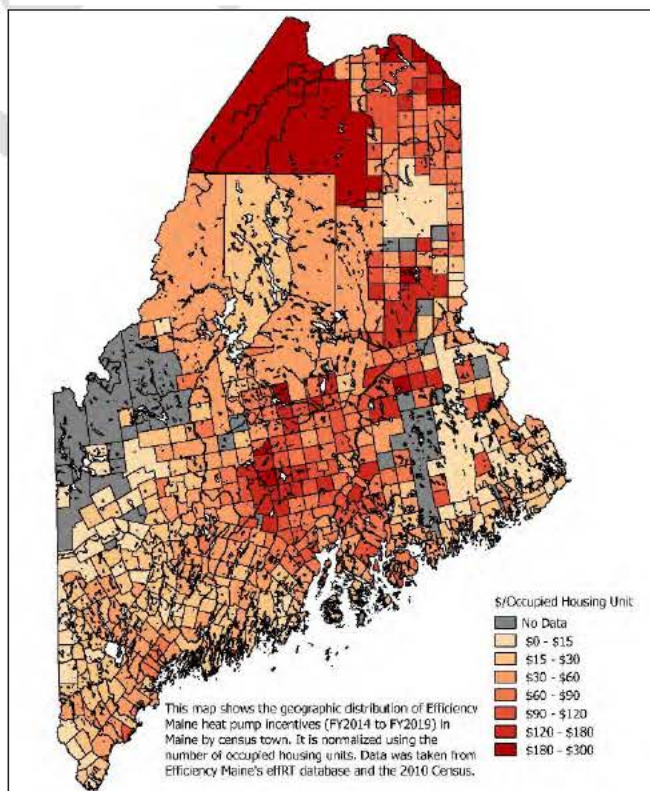 $/Occupied Housing Unit
No Data
$0 - $15
$15 - $30
$30 - $60
$60 - $90
$90 - $120
$120 - $180
$180 - $300
This map shows the geographic distribution of Efficiency
Maine heat pump incentives (FY2014 to FY2019) in
Maine by census town. It is normalized using the
number of occupied housing units. Data was taken from
Efficiency Maine's effRT database and the 2010 Census.